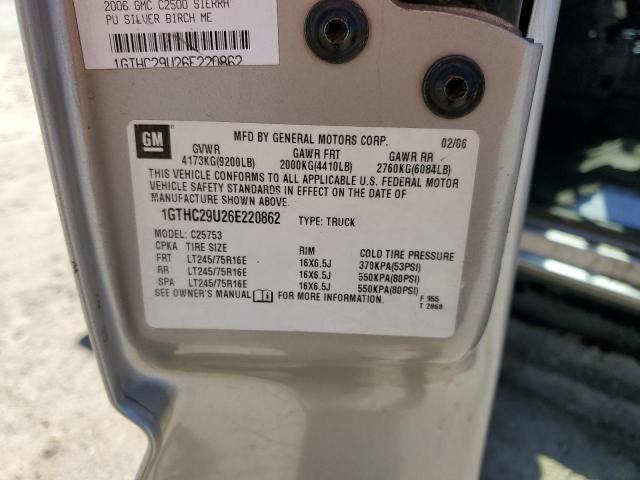 2006 GMC C2500 SIERRA
PU SILVER BIRCH ME
1GTHC29U26E220862
GM
MFD BY GENERAL MOTORS CORP. 02/06
GVWR GAWR FRT GAWR RR
4173KG(9200LB) 2000KG(4410LB) 2760KG(6084LB)
THIS VEHICLE CONFORMS TO ALL APPLICABLE U.S. FEDERAL MOTOR
VEHICLE SAFETY STANDARDS IN EFFECT ON THE DATE OF
MANUFACTURE SHOWN ABOVE.
1GTHC29U26E220862 TYPE: TRUCK
MODEL: C25753
CPKA TIRE SIZE RIM COLD TIRE PRESSURE
FRT LT245/75R16E 16X6.5J 370KPA(53PSI)
RR LT245/75R16E 16X6.5J 550KPA(80PSI)
SPA LT245/75R16E 16X6.5J 550KPA(80PSI)
SEE OWNER'S MANUAL FOR MORE INFORMATION.
F 955
T 2060